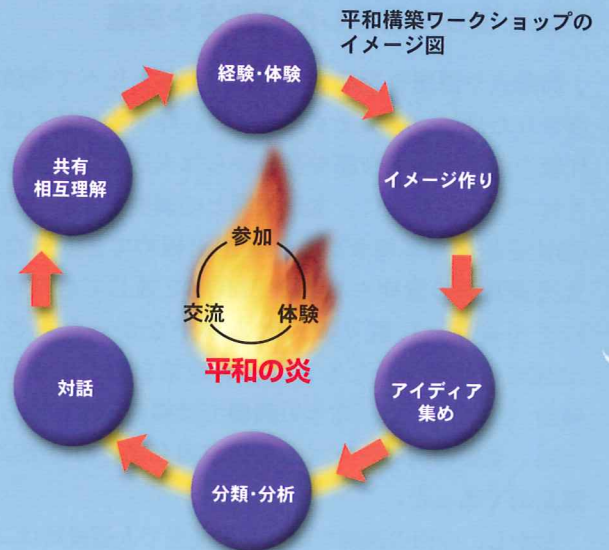 平和構築ワークショップの
イメージ図
経験・体験
イメージ作り
アイディア
集め
分類・分析
対話
共有
相互理解
参加
交流
体験
平和の炎